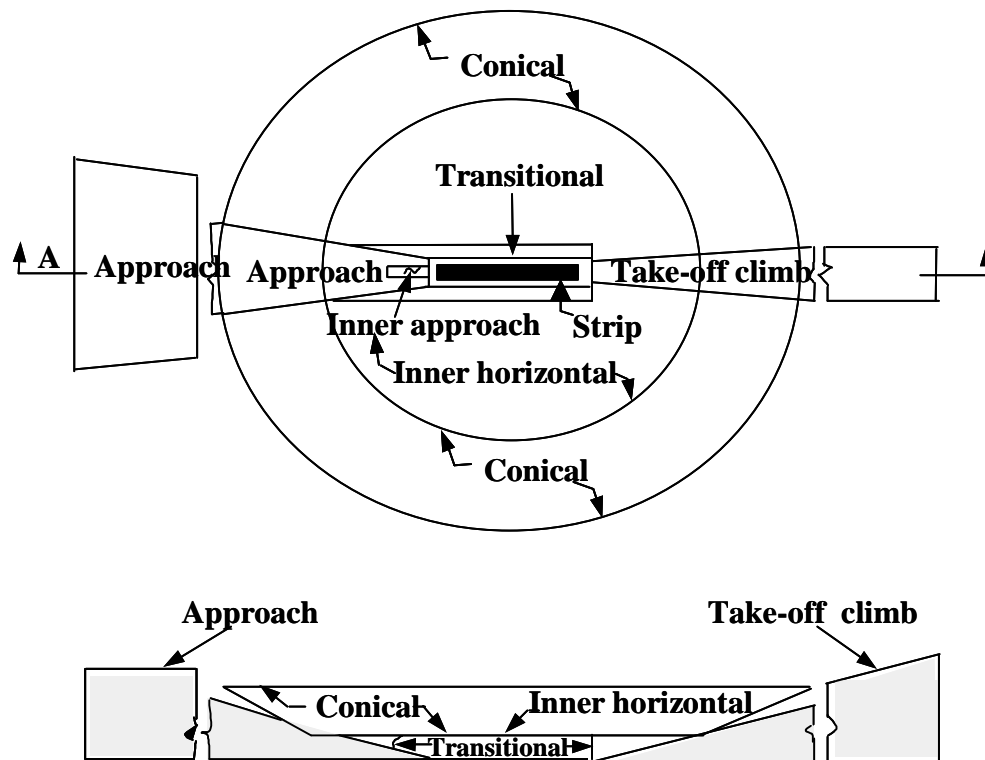 Conical
Transitional
A
Approach
Approach
Take-off climb
Inner approach
Strip
Inner horizontal
Conical
Approach
Take-off climb
Conical
Inner horizontal
Transitional